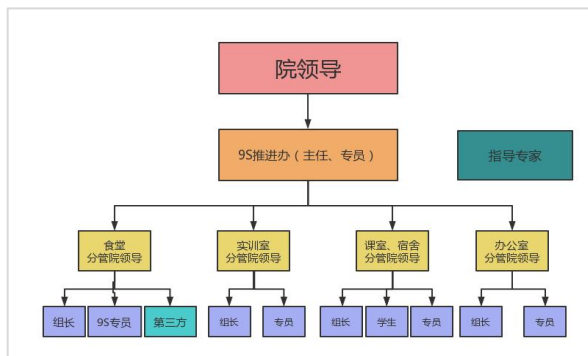 院领导
9S推进办（主任、专员）
指导专家
食堂
分管院领导
实训室
分管院领导
课室、宿舍
分管院领导
办公室
分管院领导
组长
9S专员
第三方
组长
专员
组长
学生
专员
组长
专员